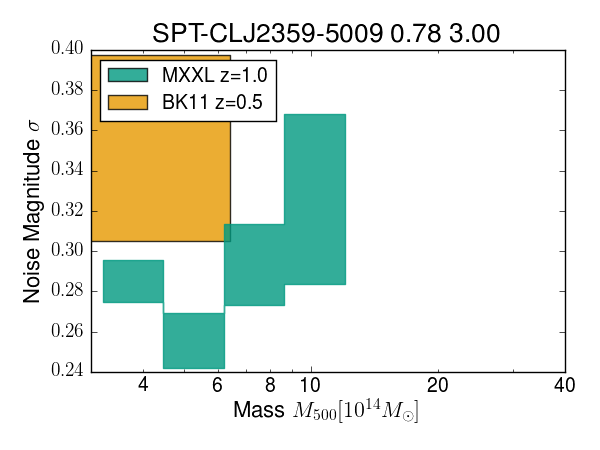 SPT-CLJ2359-5009 0.78 3.00
0.40
MXXL z=1.0
BK11 z=0.5
0.38
0.36
0.34
0.32
0.30
0.28
0.26
0.24
Noise Magnitude σ
4 6 8 10 20 40
Mass M₅₀₀[10¹⁴M☉]